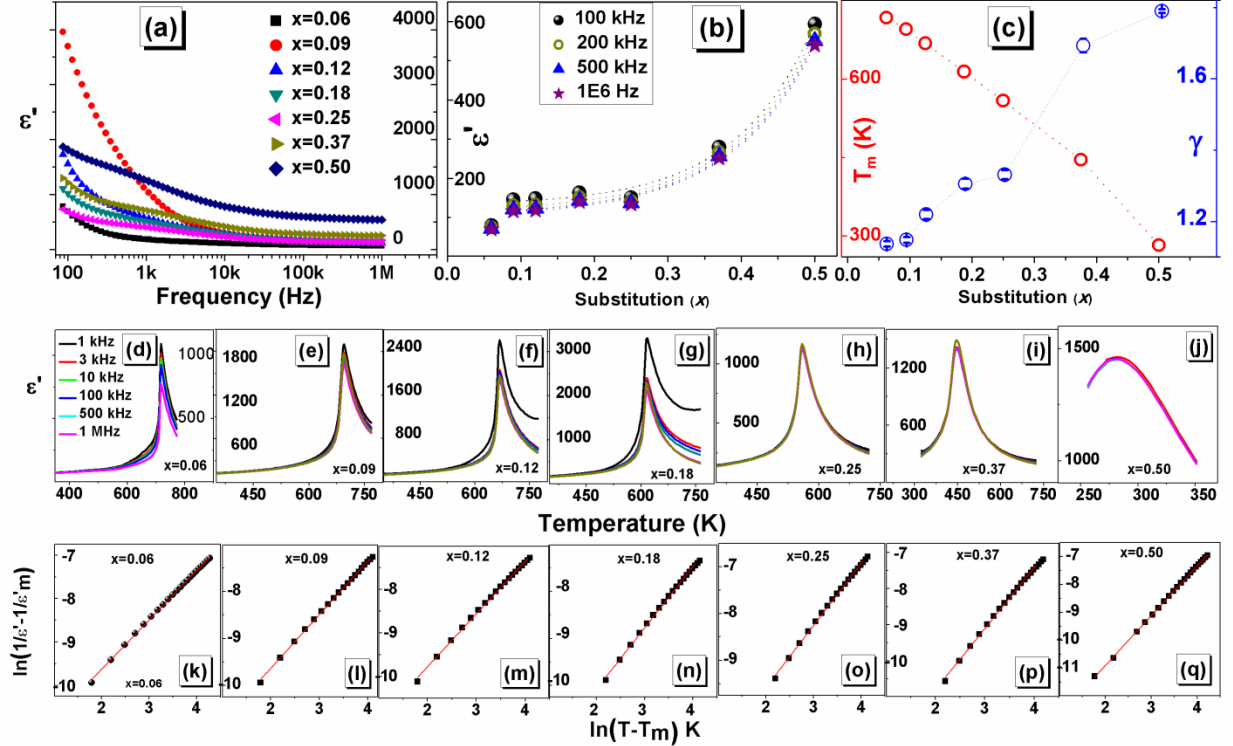 (a)
x=0.06
x=0.09
x=0.12
x=0.18
x=0.25
x=0.37
x=0.50
4000
3000
2000
1000
0
ε'
100 1k 10k 100k 1M
Frequency (Hz)
(b)
100 kHz
200 kHz
500 kHz
1E6 Hz
600
400
200
ε'
0.0 0.1 0.2 0.3 0.4 0.5
Substitution (x)
(c)
600
300
T_m (K)
1.6
1.2
γ
0.0 0.1 0.2 0.3 0.4 0.5
Substitution (x)
ε'
(d)
1 kHz
3 kHz
10 kHz
100 kHz
500 kHz
1 MHz
1000
500
x=0.06
400 600 800
(e)
1800
1200
600
x=0.09
450 600 750
(f)
2400
1600
800
x=0.12
450 600 750
(g)
3000
2000
1000
x=0.18
450 600 750
(h)
1000
500
x=0.25
450 600 750
(i)
1500
1200
900
600
300
x=0.37
300 450 600 750
(j)
1500
1000
x=0.50
250 300 350
Temperature (K)
ln(1/ε'-1/ε'm)
x=0.06
-7
-8
-9
-10
(k)
x=0.06
2 3 4
x=0.09
-8
-9
-10
(l)
2 3 4
x=0.12
-8
-9
-10
(m)
2 3 4
x=0.18
-7
-8
-9
-10
(n)
2 3 4
x=0.25
-7
-8
-9
(o)
2 3 4
x=0.37
-7
-8
-9
-10
(p)
2 3 4
x=0.50
-7
-8
-9
-10
-11
(q)
2 3 4
ln(T-T_m) K